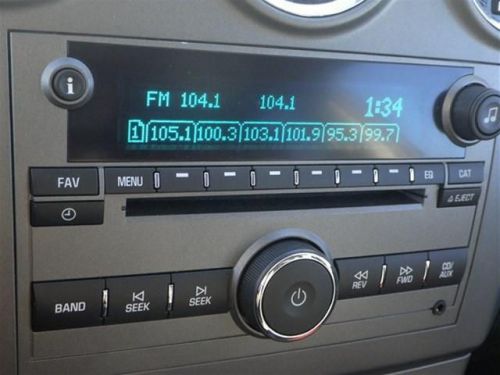 i
FM 104.1 104.1 1:34
1 105.1 100.3 103.1 101.9 95.3 99.7
FAV MENU EQ CAT
EJECT
BAND SEEK SEEK REV FWD CD/
AUX